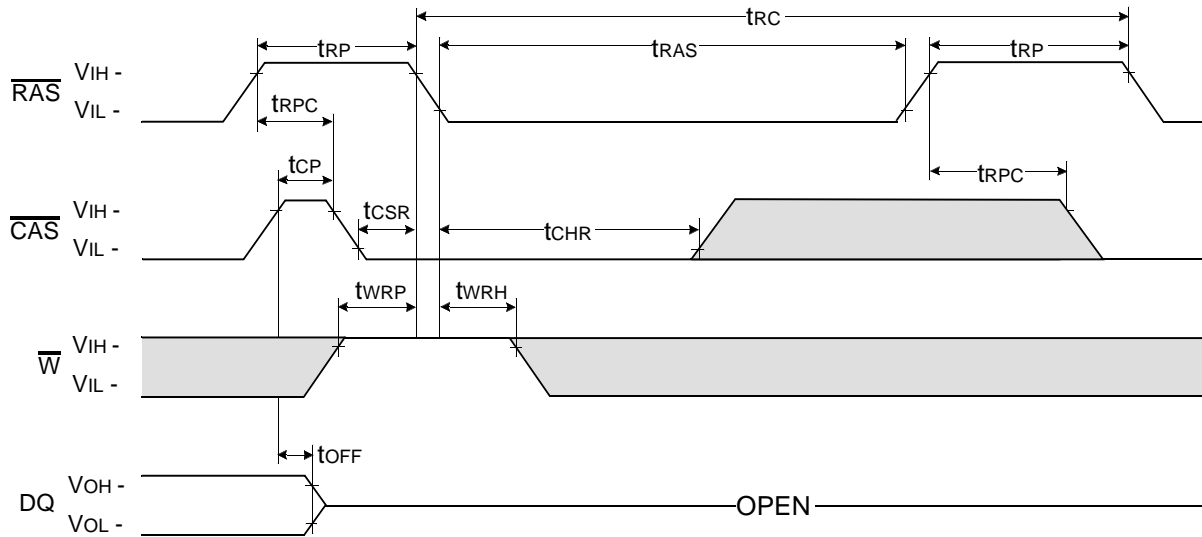 tRC
tRP tRAS tRP
RAS VIH -
VIL -
tRPC
tCP tRPC
CAS VIH -
VIL -
tCSR tCHR
tWRP tWRH
W VIH -
VIL -
tOFF
DQ VOH -
VOL -
OPEN